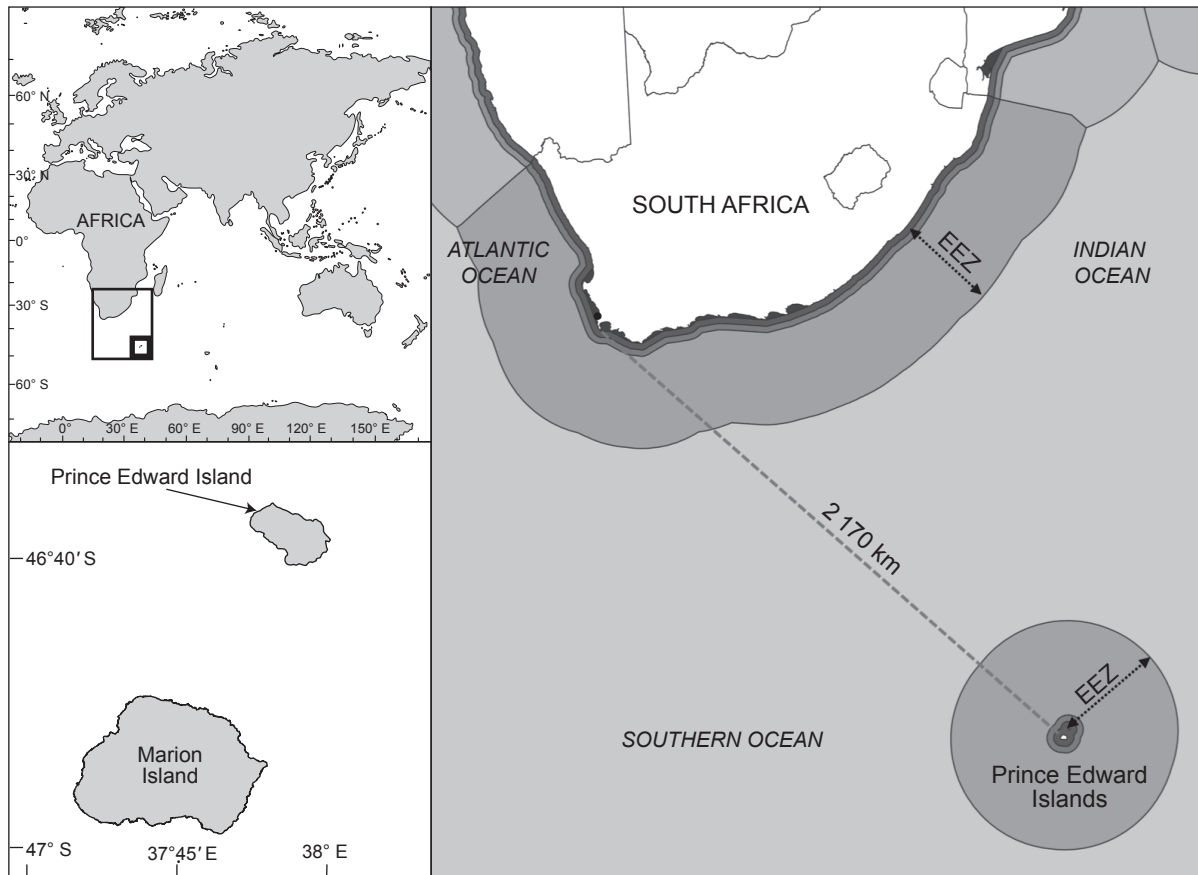 60° N
30° N
0°
30° S
60° S
AFRICA
0°
30° E
60° E
90° E
120° E
150° E
Prince Edward Island
46°40′ S
Marion
Island
47° S
37°45′ E
38° E
SOUTH AFRICA
ATLANTIC
OCEAN
EEZ
INDIAN
OCEAN
2 170 km
EEZ
SOUTHERN OCEAN
Prince Edward
Islands